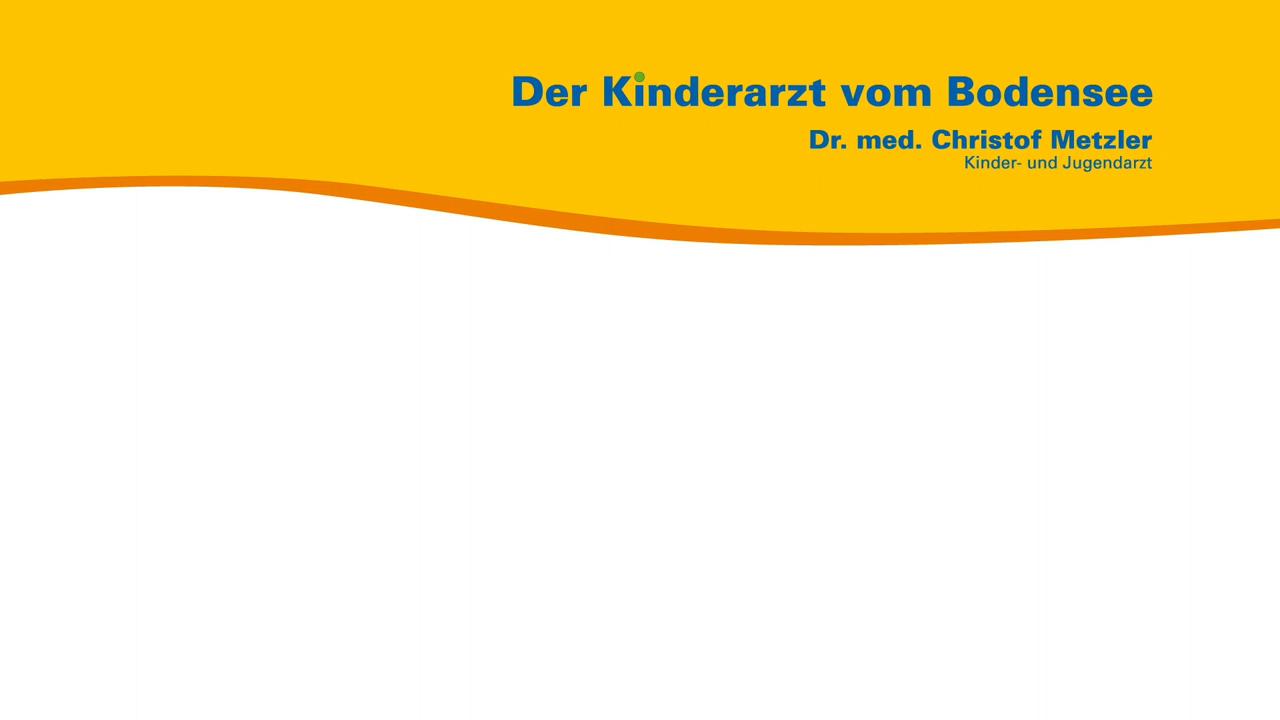 Der Kinderarzt vom Bodensee
Dr. med. Christof Metzler
Kinder- und Jugendarzt